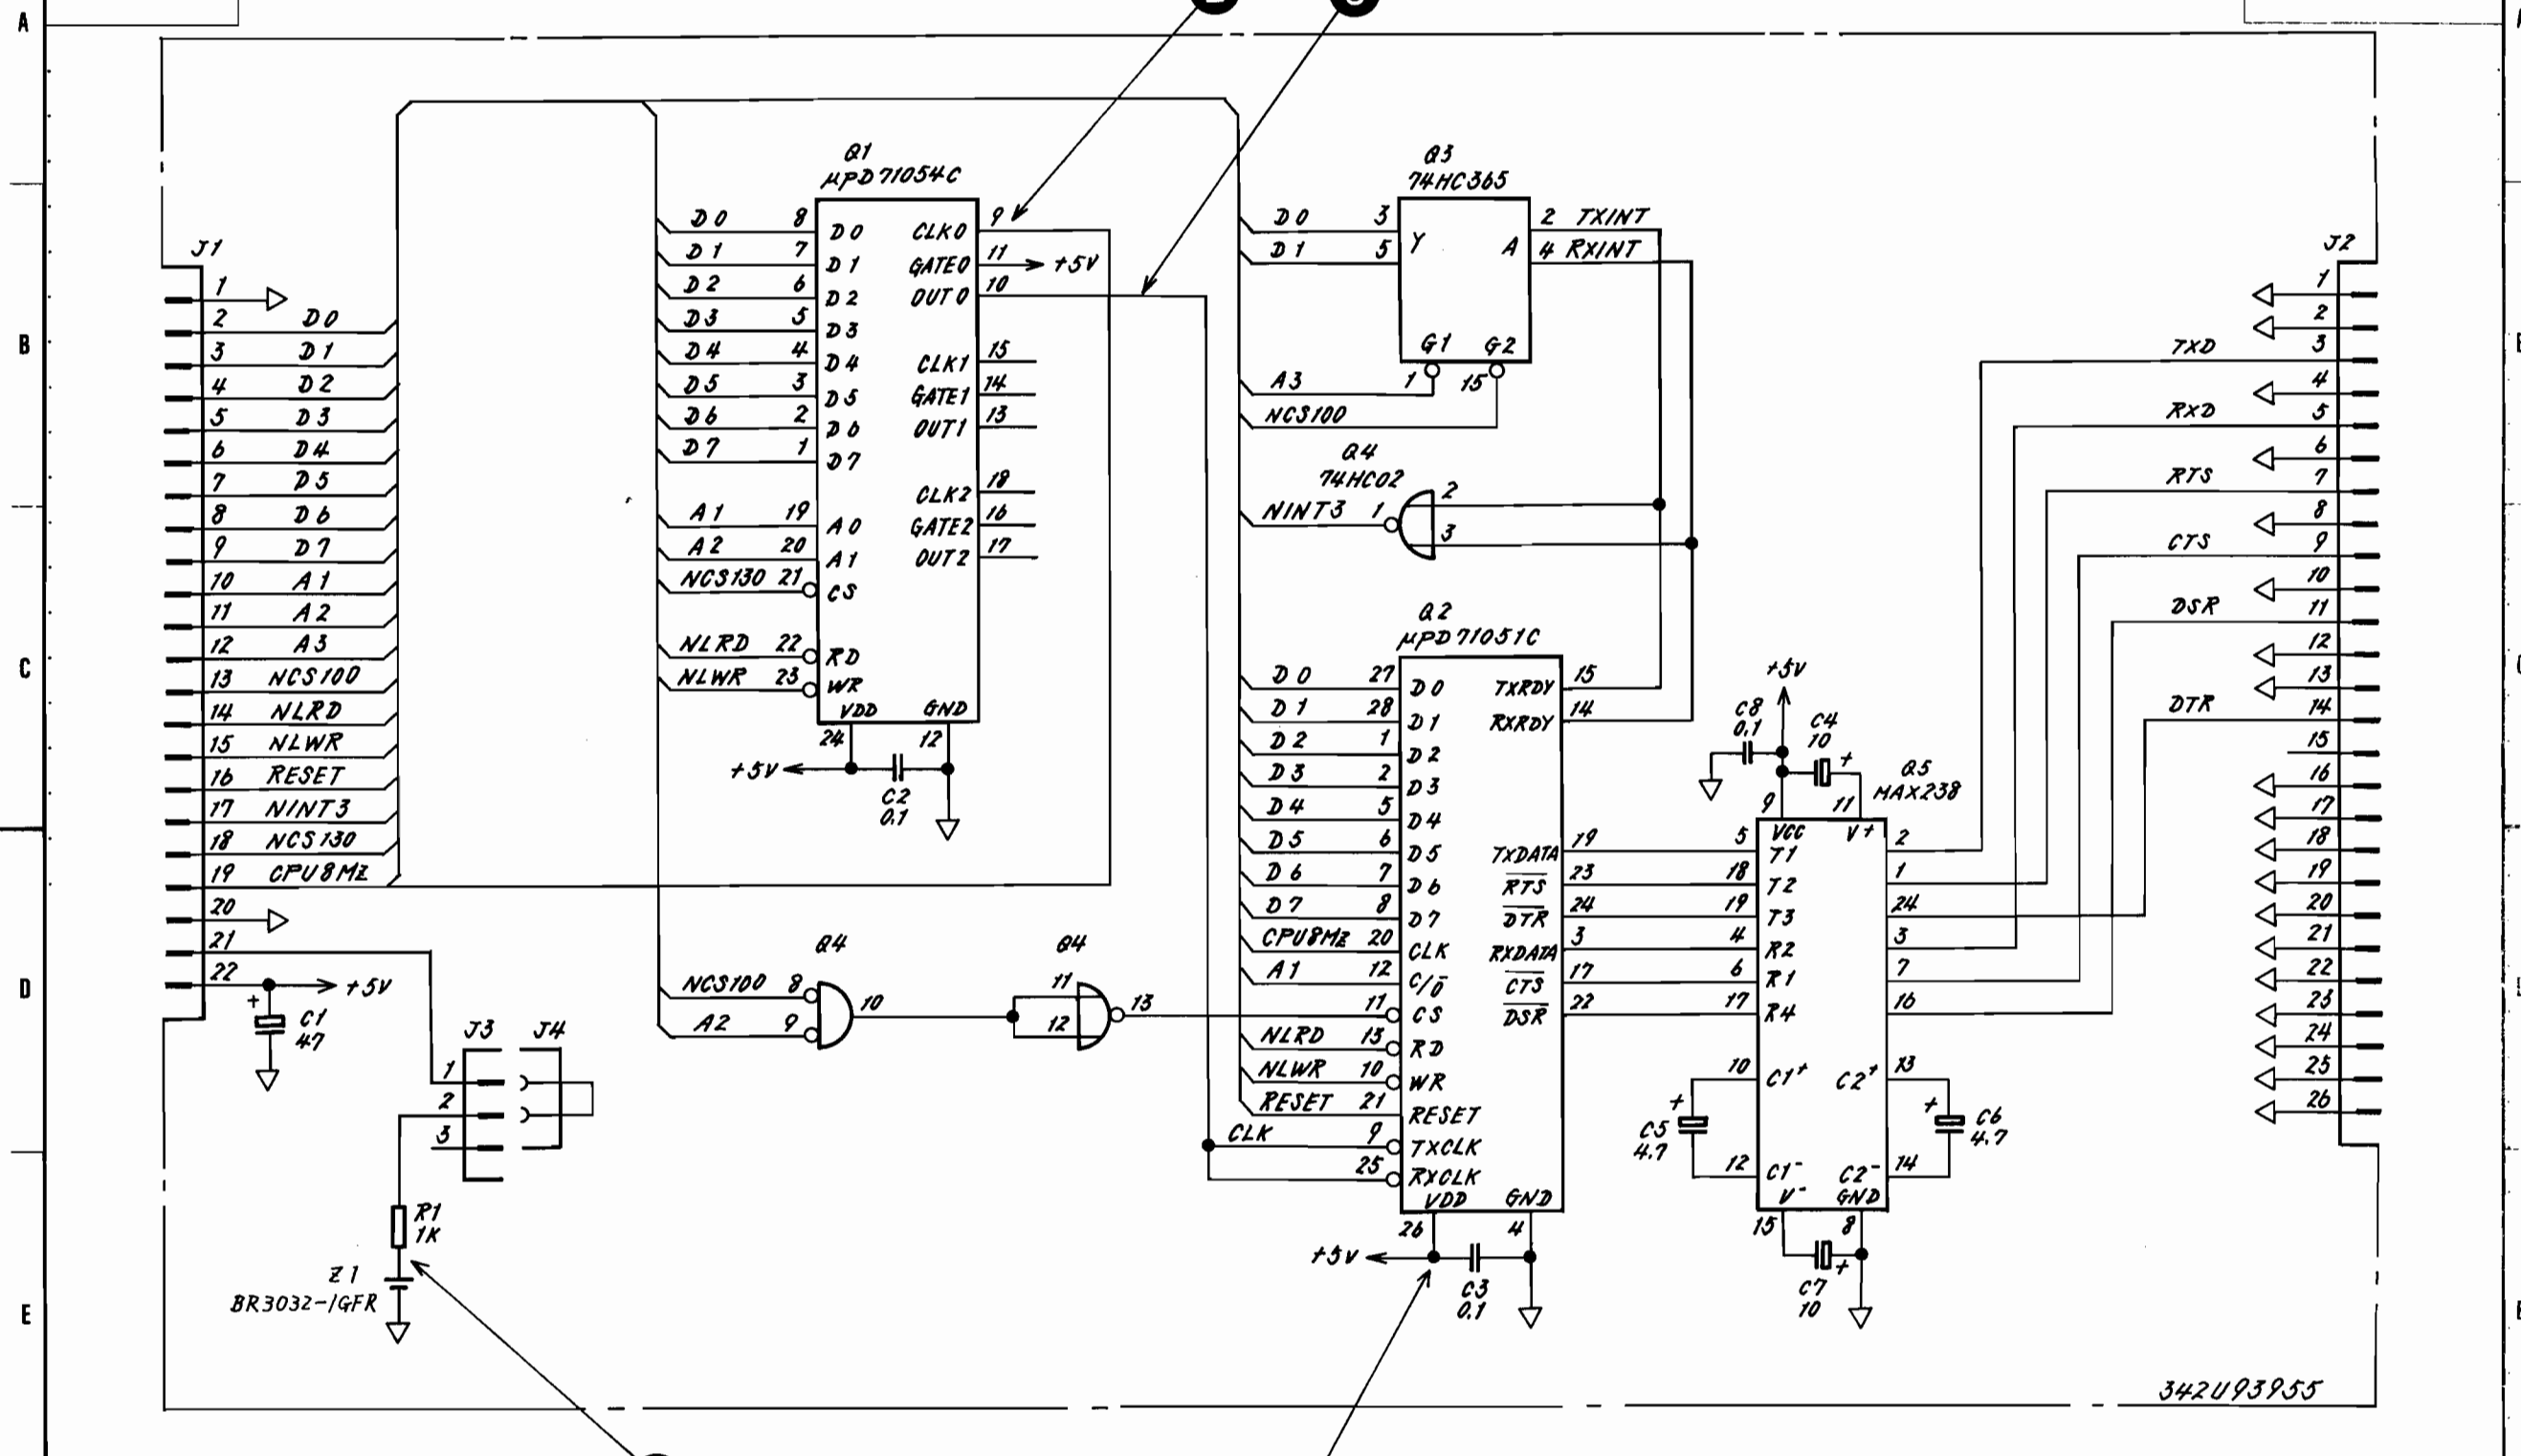 A
Q1
μPD71054C
D0 8 D0 CLK0 9
D1 7 D1 GATE0 11 +5V
D2 6 D2 OUT0 10
D3 5 D3
D4 4 D4 CLK1 15
D5 3 D5 GATE1 14
D6 2 D6 OUT1 13
D7 1 D7
CLK2 18
A1 19 A0 GATE2 16
A2 20 A1 OUT2 17
NCS130 21 CS
NLRD 22 RD
NLWR 23 WR
VDD GND
24 12
+5V
C2
0.1
Q3
74HC365
D0 3 Y A 2 TXINT
D1 5 4 RXINT
G1 G2
A3 1 15
NCS100
Q4
74HC02
NINT3 1 2
3
J1
1
2 D0
3 D1
4 D2
5 D3
6 D4
7 D5
8 D6
9 D7
10 A1
11 A2
12 A3
13 NCS100
14 NLRD
15 NLWR
16 RESET
17 NINT3
18 NCS130
19 CPU8MZ
20
21
22 +5V
+ C1
47
B
C
D
E
J3 J4
1
2
3
R1
1K
Z1
BR3032-1GFR
Q4
NCS100 8 10
A2 9
Q4
11 13
12
Q2
μPD71051C
D0 27 D0 TXRDY 15
D1 28 D1 RXRDY 14
D2 1 D2
D3 2 D3
D4 5 D4
D5 6 D5 TXDATA 19
D6 7 D6 RTS 23
D7 8 D7 DTR 24
CPU8MZ 20 CLK RXDATA 3
A1 12 C/D CTS 17
11 CS DSR 22
NLRD 13 RD
NLWR 10 WR
RESET 21 RESET
CLK 9 TXCLK
25 RXCLK
VDD GND
26 4
+5V
C3
0.1
+5V
C8
0.1
C4
10 +
Q5
MAX238
9 11
VCC V+
5 T1 2
18 T2 1
19 T3 24
4 R2 3
6 R1 7
17 R4 16
10 C1+ C2+ 13
+ C5
4.7
+ C6
4.7
12 C1- C2- 14
V- GND
15 8
+
C7
10
J2
1
2
TXD 3
4
RXD 5
6
RTS 7
8
CTS 9
10
DSR 11
12
13
DTR 14
15
16
17
18
19
20
21
22
23
24
25
26
342U93955